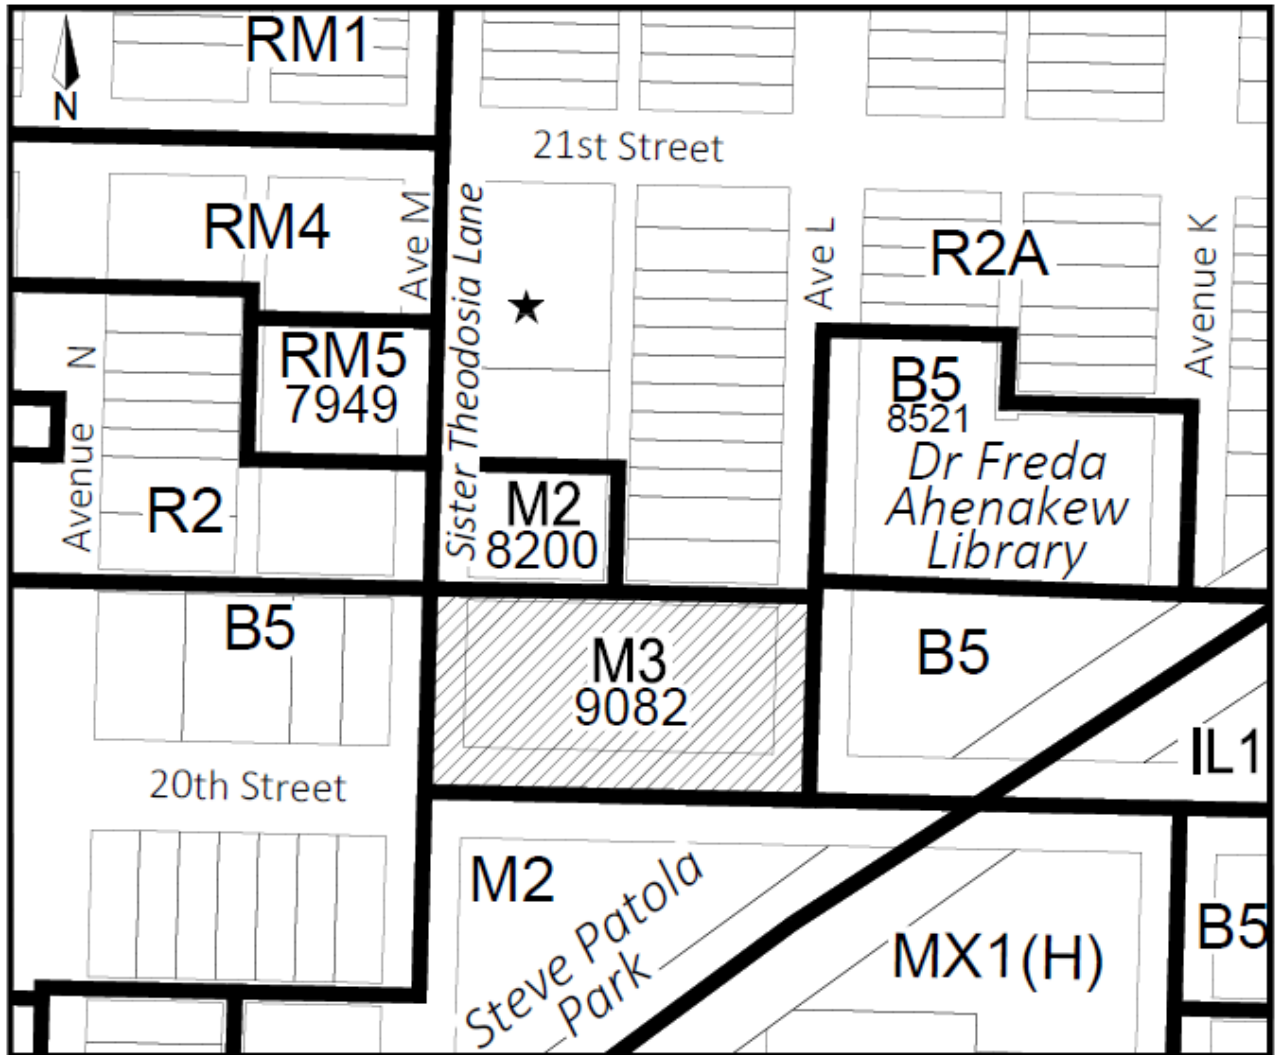 RM1
N
21st Street
RM4
Ave M
Sister Theodosia Lane
Ave L
R2A
Avenue K
RM5
7949
Avenue N
B5
8521
Dr Freda
Ahenakew
Library
R2
M2
8200
B5
M3
9082
B5
IL1
20th Street
M2
Steve Patola
Park
MX1(H)
B5